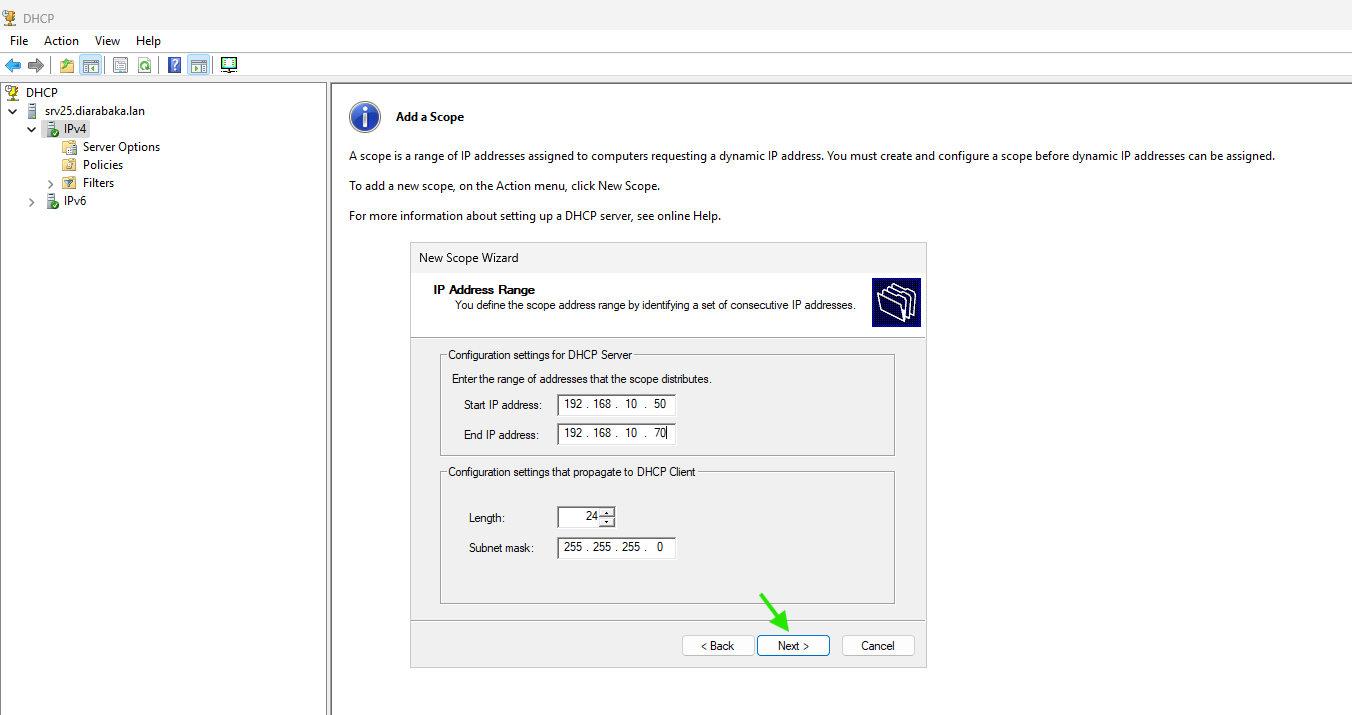 DHCP
File Action View Help
DHCP
srv25.diarabaka.lan
IPv4
Server Options
Policies
Filters
IPv6
Add a Scope
A scope is a range of IP addresses assigned to computers requesting a dynamic IP address. You must create and configure a scope before dynamic IP addresses can be assigned.
To add a new scope, on the Action menu, click New Scope.
For more information about setting up a DHCP server, see online Help.
New Scope Wizard
IP Address Range
You define the scope address range by identifying a set of consecutive IP addresses.
Configuration settings for DHCP Server
Enter the range of addresses that the scope distributes.
Start IP address: 192 . 168 . 10 . 50
End IP address: 192 . 168 . 10 . 70
Configuration settings that propagate to DHCP Client
Length: 24
Subnet mask: 255 . 255 . 255 . 0
< Back Next > Cancel